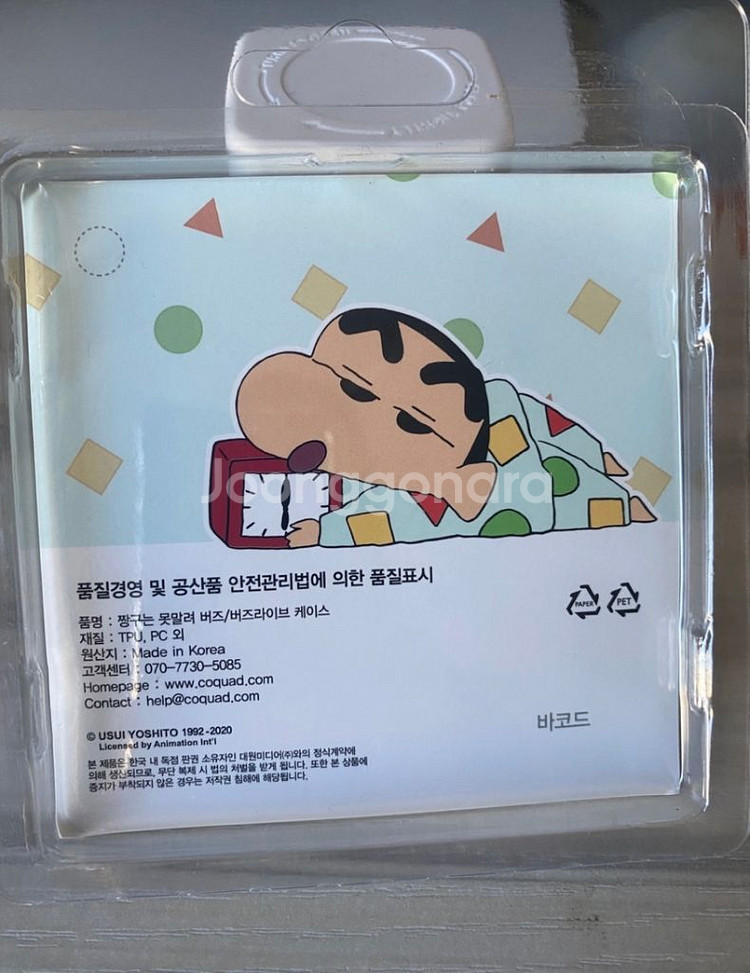 Joonggonara
품질경영 및 공산품 안전관리법에 의한 품질표시
품명 : 짱구는 못말려 버즈/버즈라이브 케이스
재질 : TPU, PC 외
원산지 : Made in Korea
고객센터 : 070-7730-5085
Homepage : www.coquad.com
Contact : help@coquad.com
PAPER
PET
바코드
© USUI YOSHITO 1992-2020
Licensed by Animation Int'l
본 제품은 한국 내 독점 판권 소유자인 대원미디어(주)와의 정식계약에
의해 생산되므로, 무단 복제 시 법의 처벌을 받게 됩니다. 또한 본 상품에
증지가 부착되지 않은 경우는 저작권 침해에 해당됩니다.